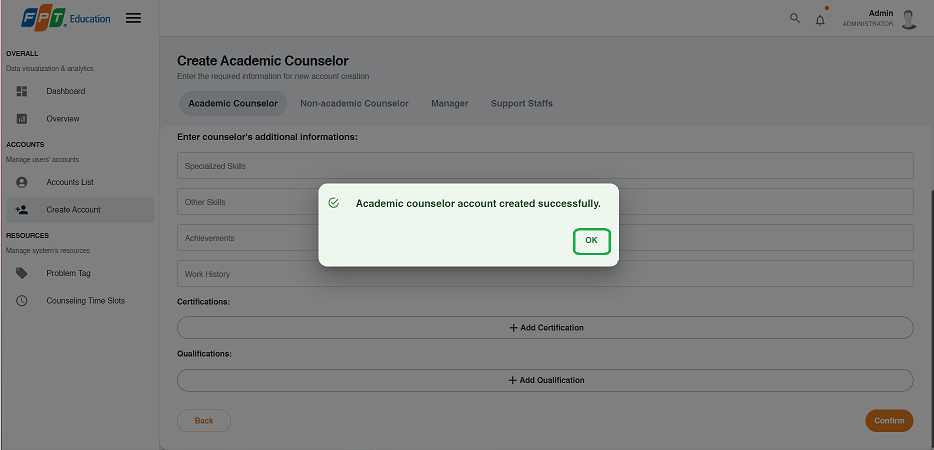 FPT Education
Admin
ADMINISTRATOR
OVERALL
Data visualization & analytics
Dashboard
Overview
ACCOUNTS
Manage users' accounts
Accounts List
Create Account
RESOURCES
Manage system's resources
Problem Tag
Counseling Time Slots
Create Academic Counselor
Enter the required information for new account creation
Academic Counselor Non-academic Counselor Manager Support Staffs
Enter counselor's additional informations:
Specialized Skills
Other Skills
Achievements
Work History
Academic counselor account created successfully.
OK
Certifications:
+ Add Certification
Qualifications:
+ Add Qualification
Back
Confirm